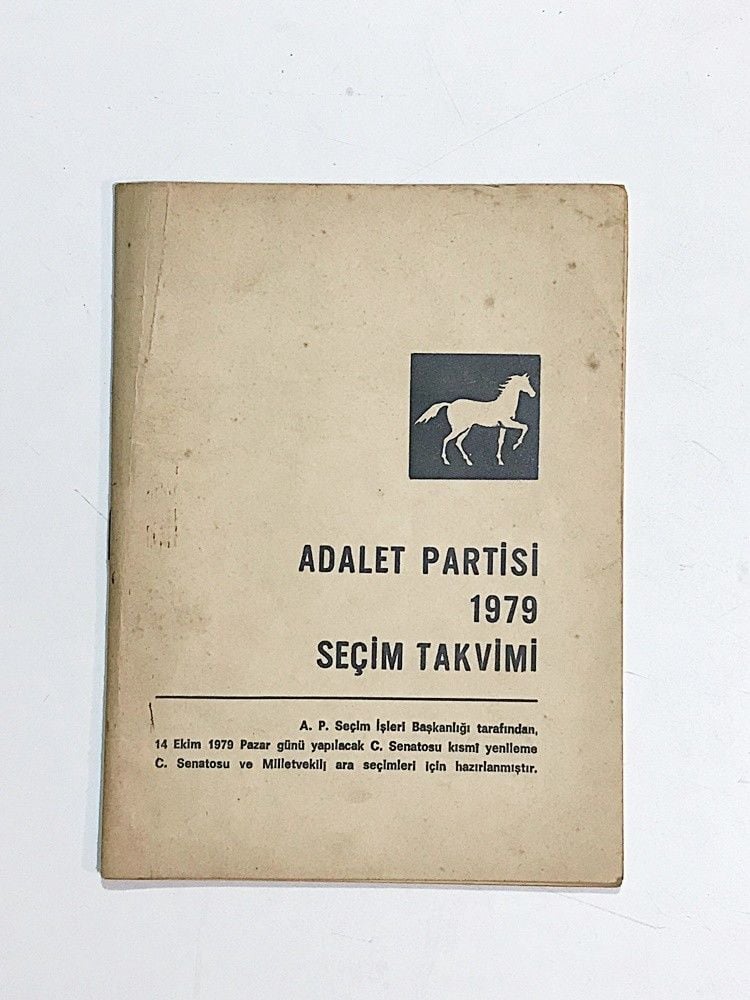 ADALET PARTİSİ
1979
SEÇİM TAKVİMİ
A. P. Seçim İşleri Başkanlığı tarafından,
14 Ekim 1979 Pazar günü yapılacak C. Senatosu kısmî yenileme
C. Senatosu ve Milletvekili ara seçimleri için hazırlanmıştır.